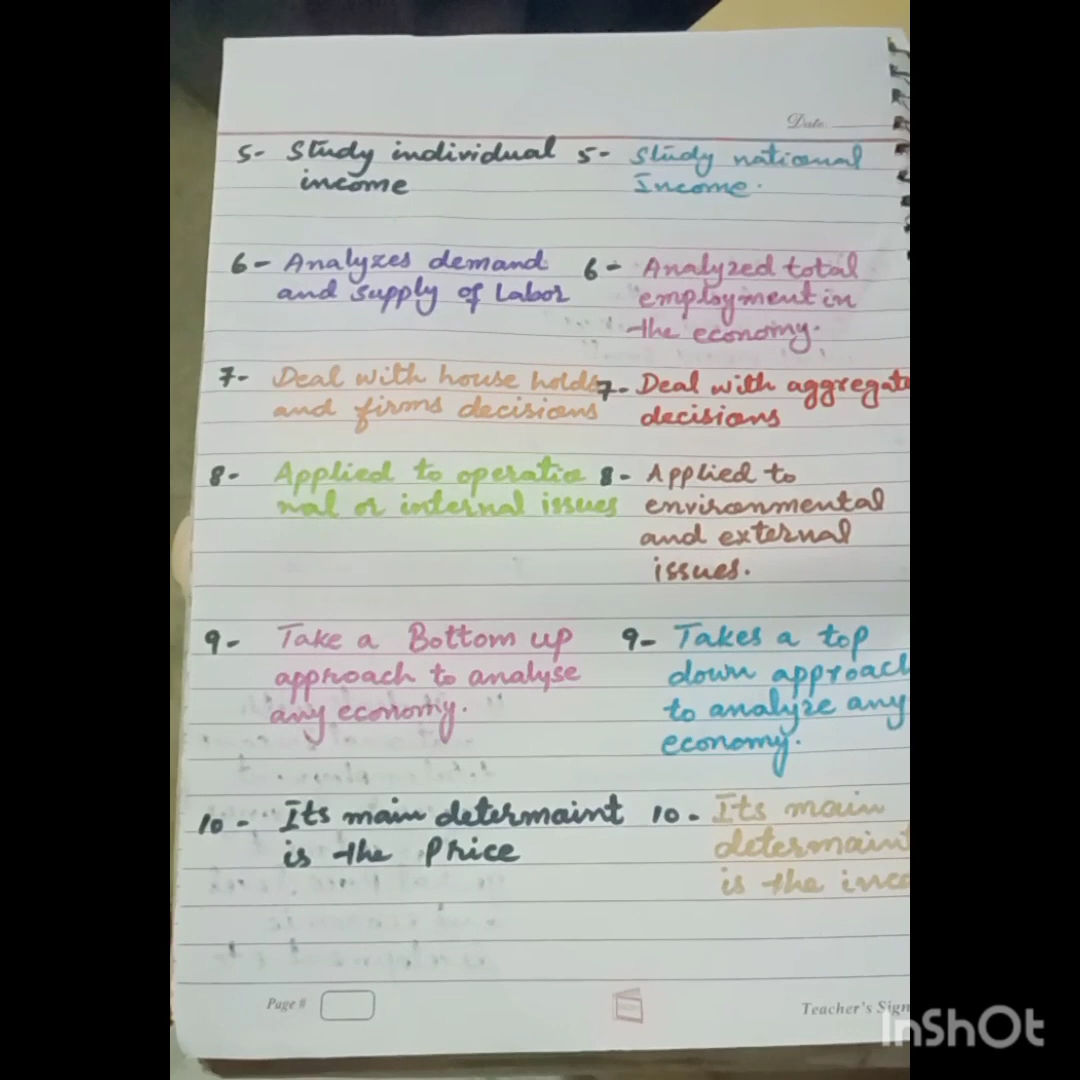 Date
5- Study individual
income
5- Study national
Income.
6- Analyzes demand
and supply of Labor
6- Analyzed total
employment in
the economy.
7- Deal with house holds
and firms decisions
7- Deal with aggregate
decisions
8- Applied to operatio
nal or internal issues
8- Applied to
environmental
and external
issues.
9- Take a Bottom up
approach to analyse
any economy.
9- Takes a top
down approach
to analyze any
economy.
10- Its main determaint
is the Price
10- Its main
determaint
is the inco
Page #
Teacher's Sign
InShOt